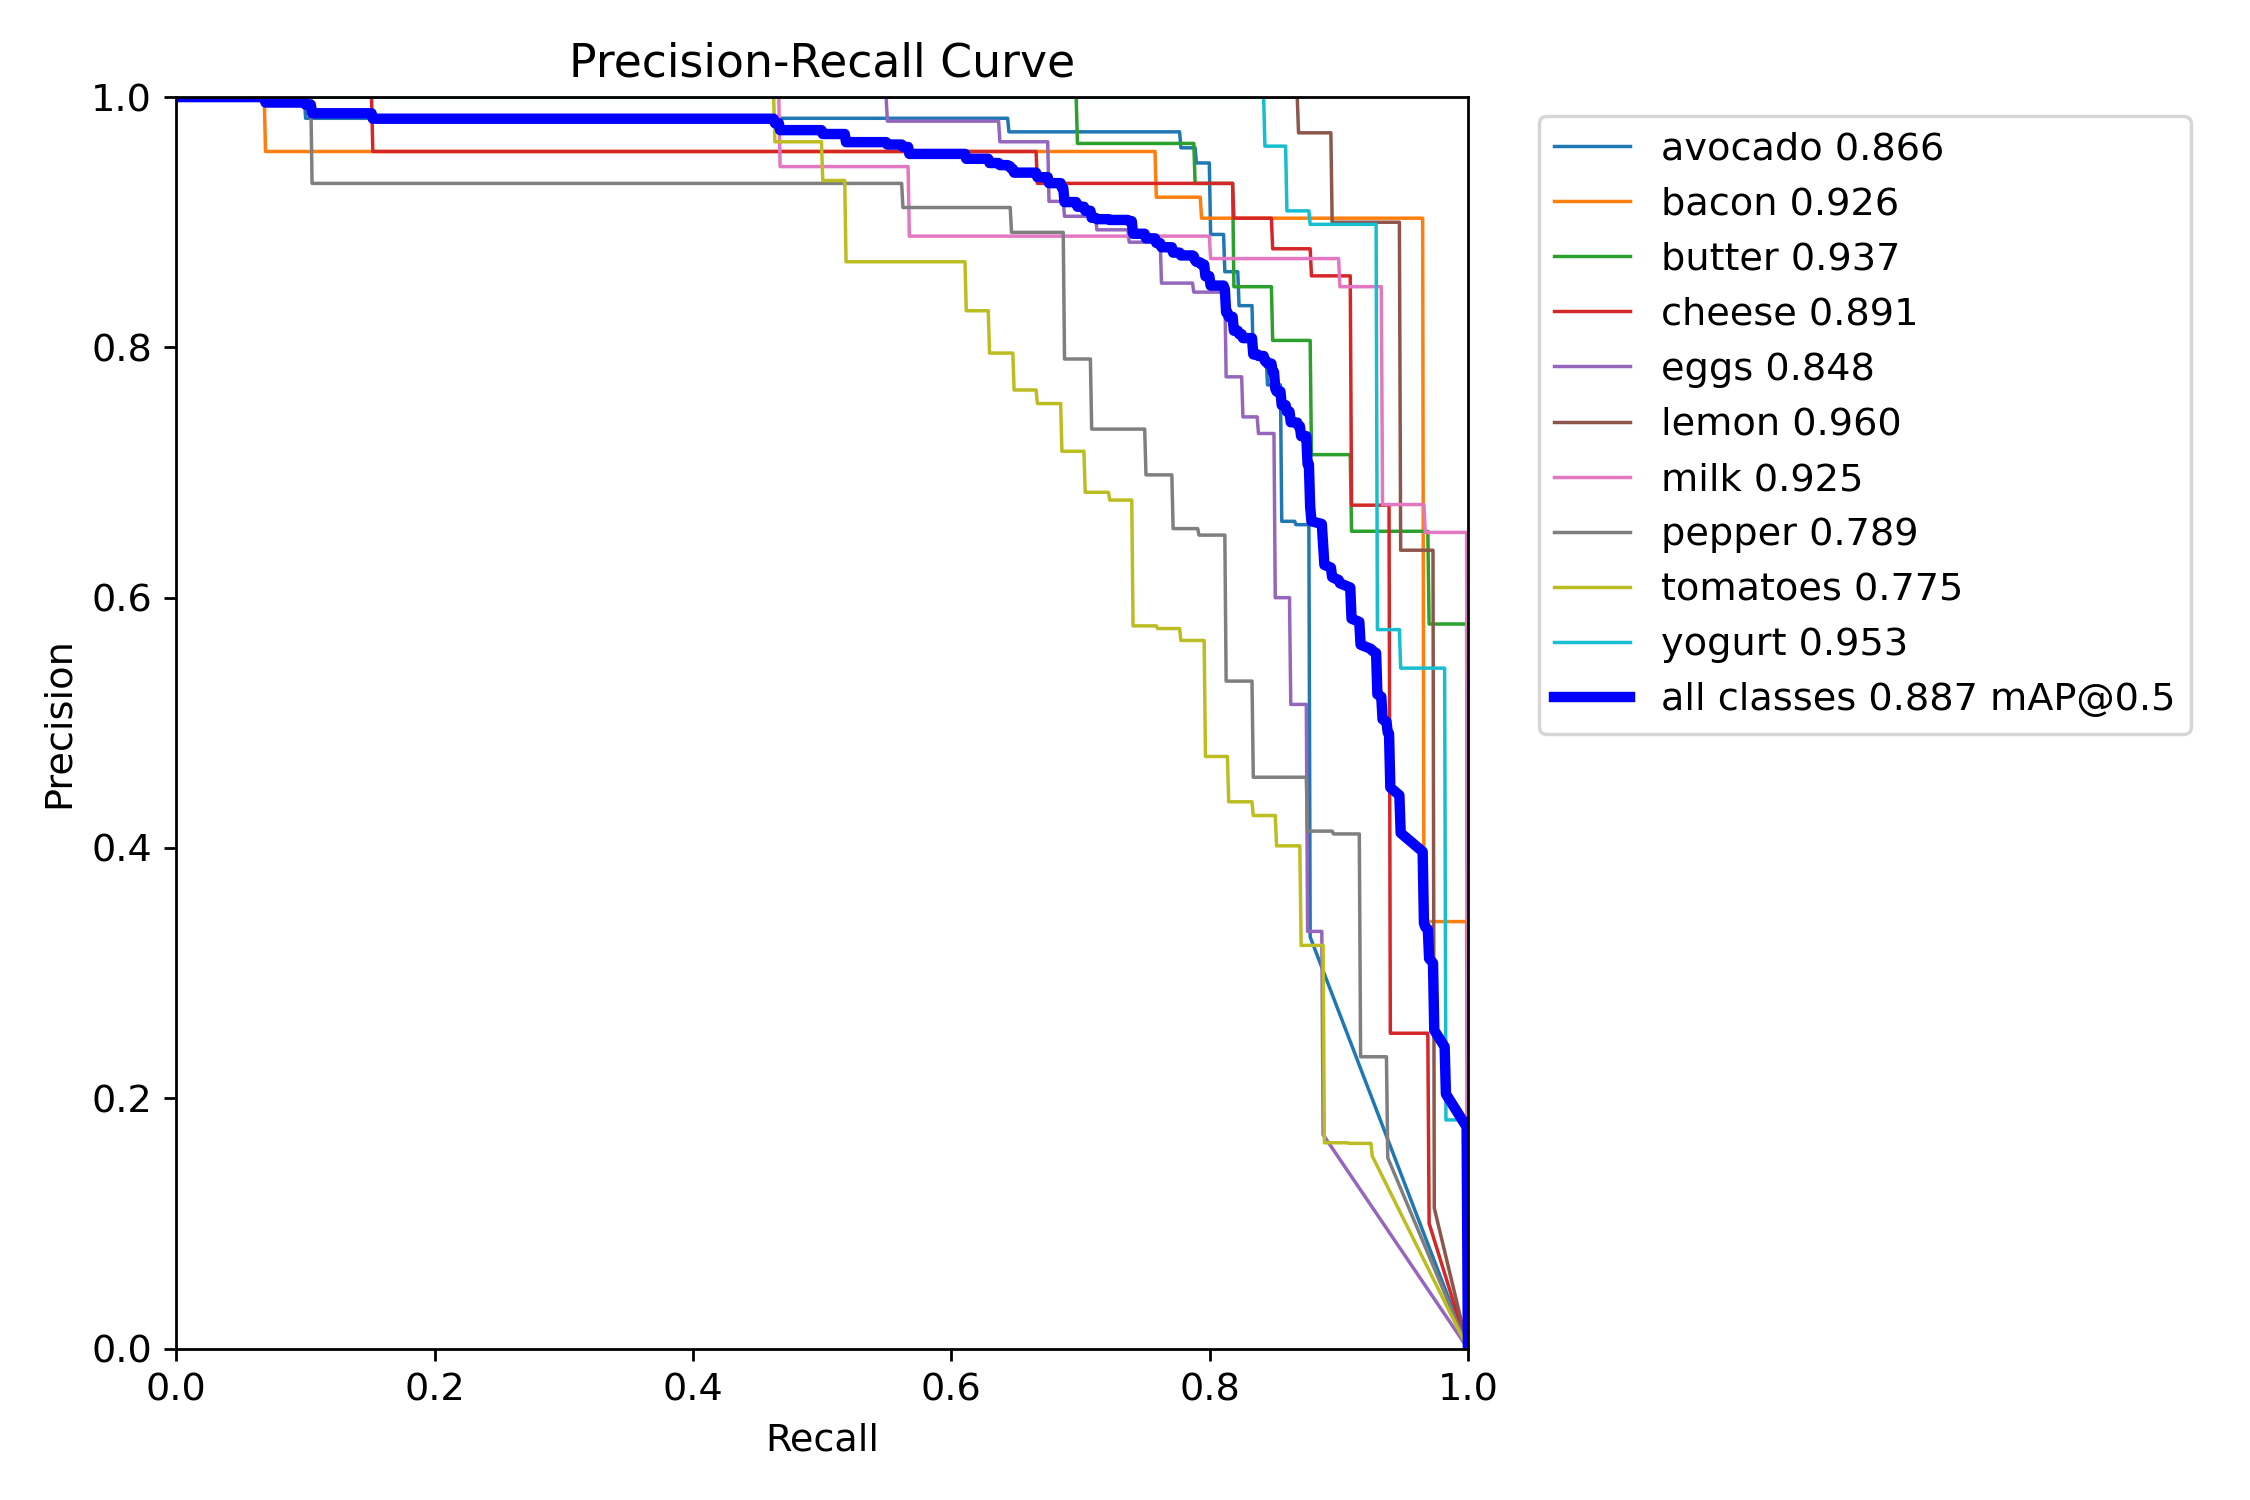 Precision-Recall Curve
1.0
0.8
0.6
0.4
0.2
0.0
Precision
0.0 0.2 0.4 0.6 0.8 1.0
Recall
avocado 0.866
bacon 0.926
butter 0.937
cheese 0.891
eggs 0.848
lemon 0.960
milk 0.925
pepper 0.789
tomatoes 0.775
yogurt 0.953
all classes 0.887 mAP@0.5